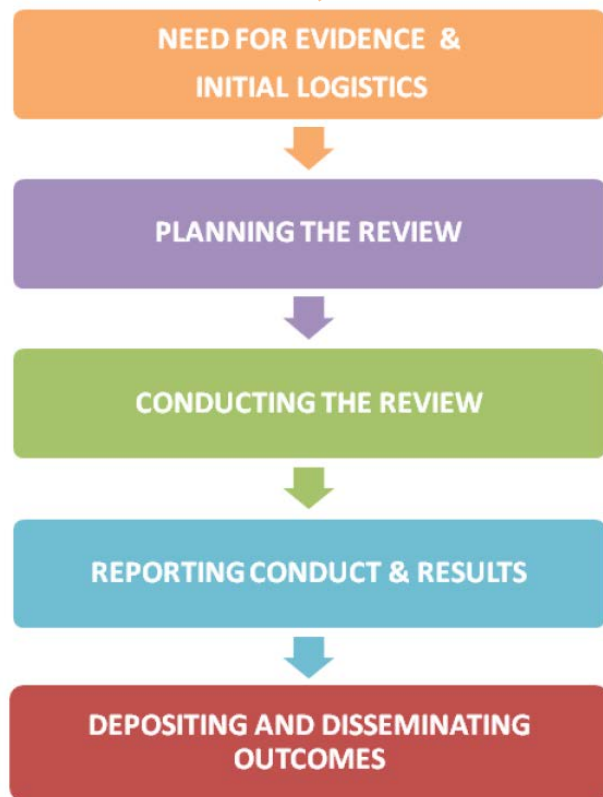 NEED FOR EVIDENCE &
INITIAL LOGISTICS
PLANNING THE REVIEW
CONDUCTING THE REVIEW
REPORTING CONDUCT & RESULTS
DEPOSITING AND DISSEMINATING
OUTCOMES